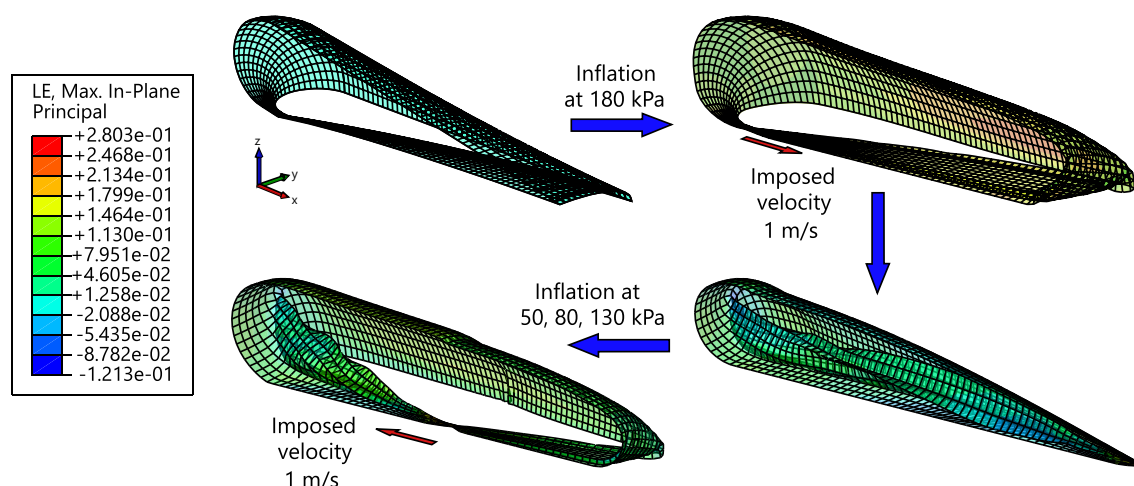 LE, Max. In-Plane
Principal
+2.803e-01
+2.468e-01
+2.134e-01
+1.799e-01
+1.464e-01
+1.130e-01
+7.951e-02
+4.605e-02
+1.258e-02
-2.088e-02
-5.435e-02
-8.782e-02
-1.213e-01
z
y
x
Inflation
at 180 kPa
Imposed
velocity
1 m/s
Inflation at
50, 80, 130 kPa
Imposed
velocity
1 m/s